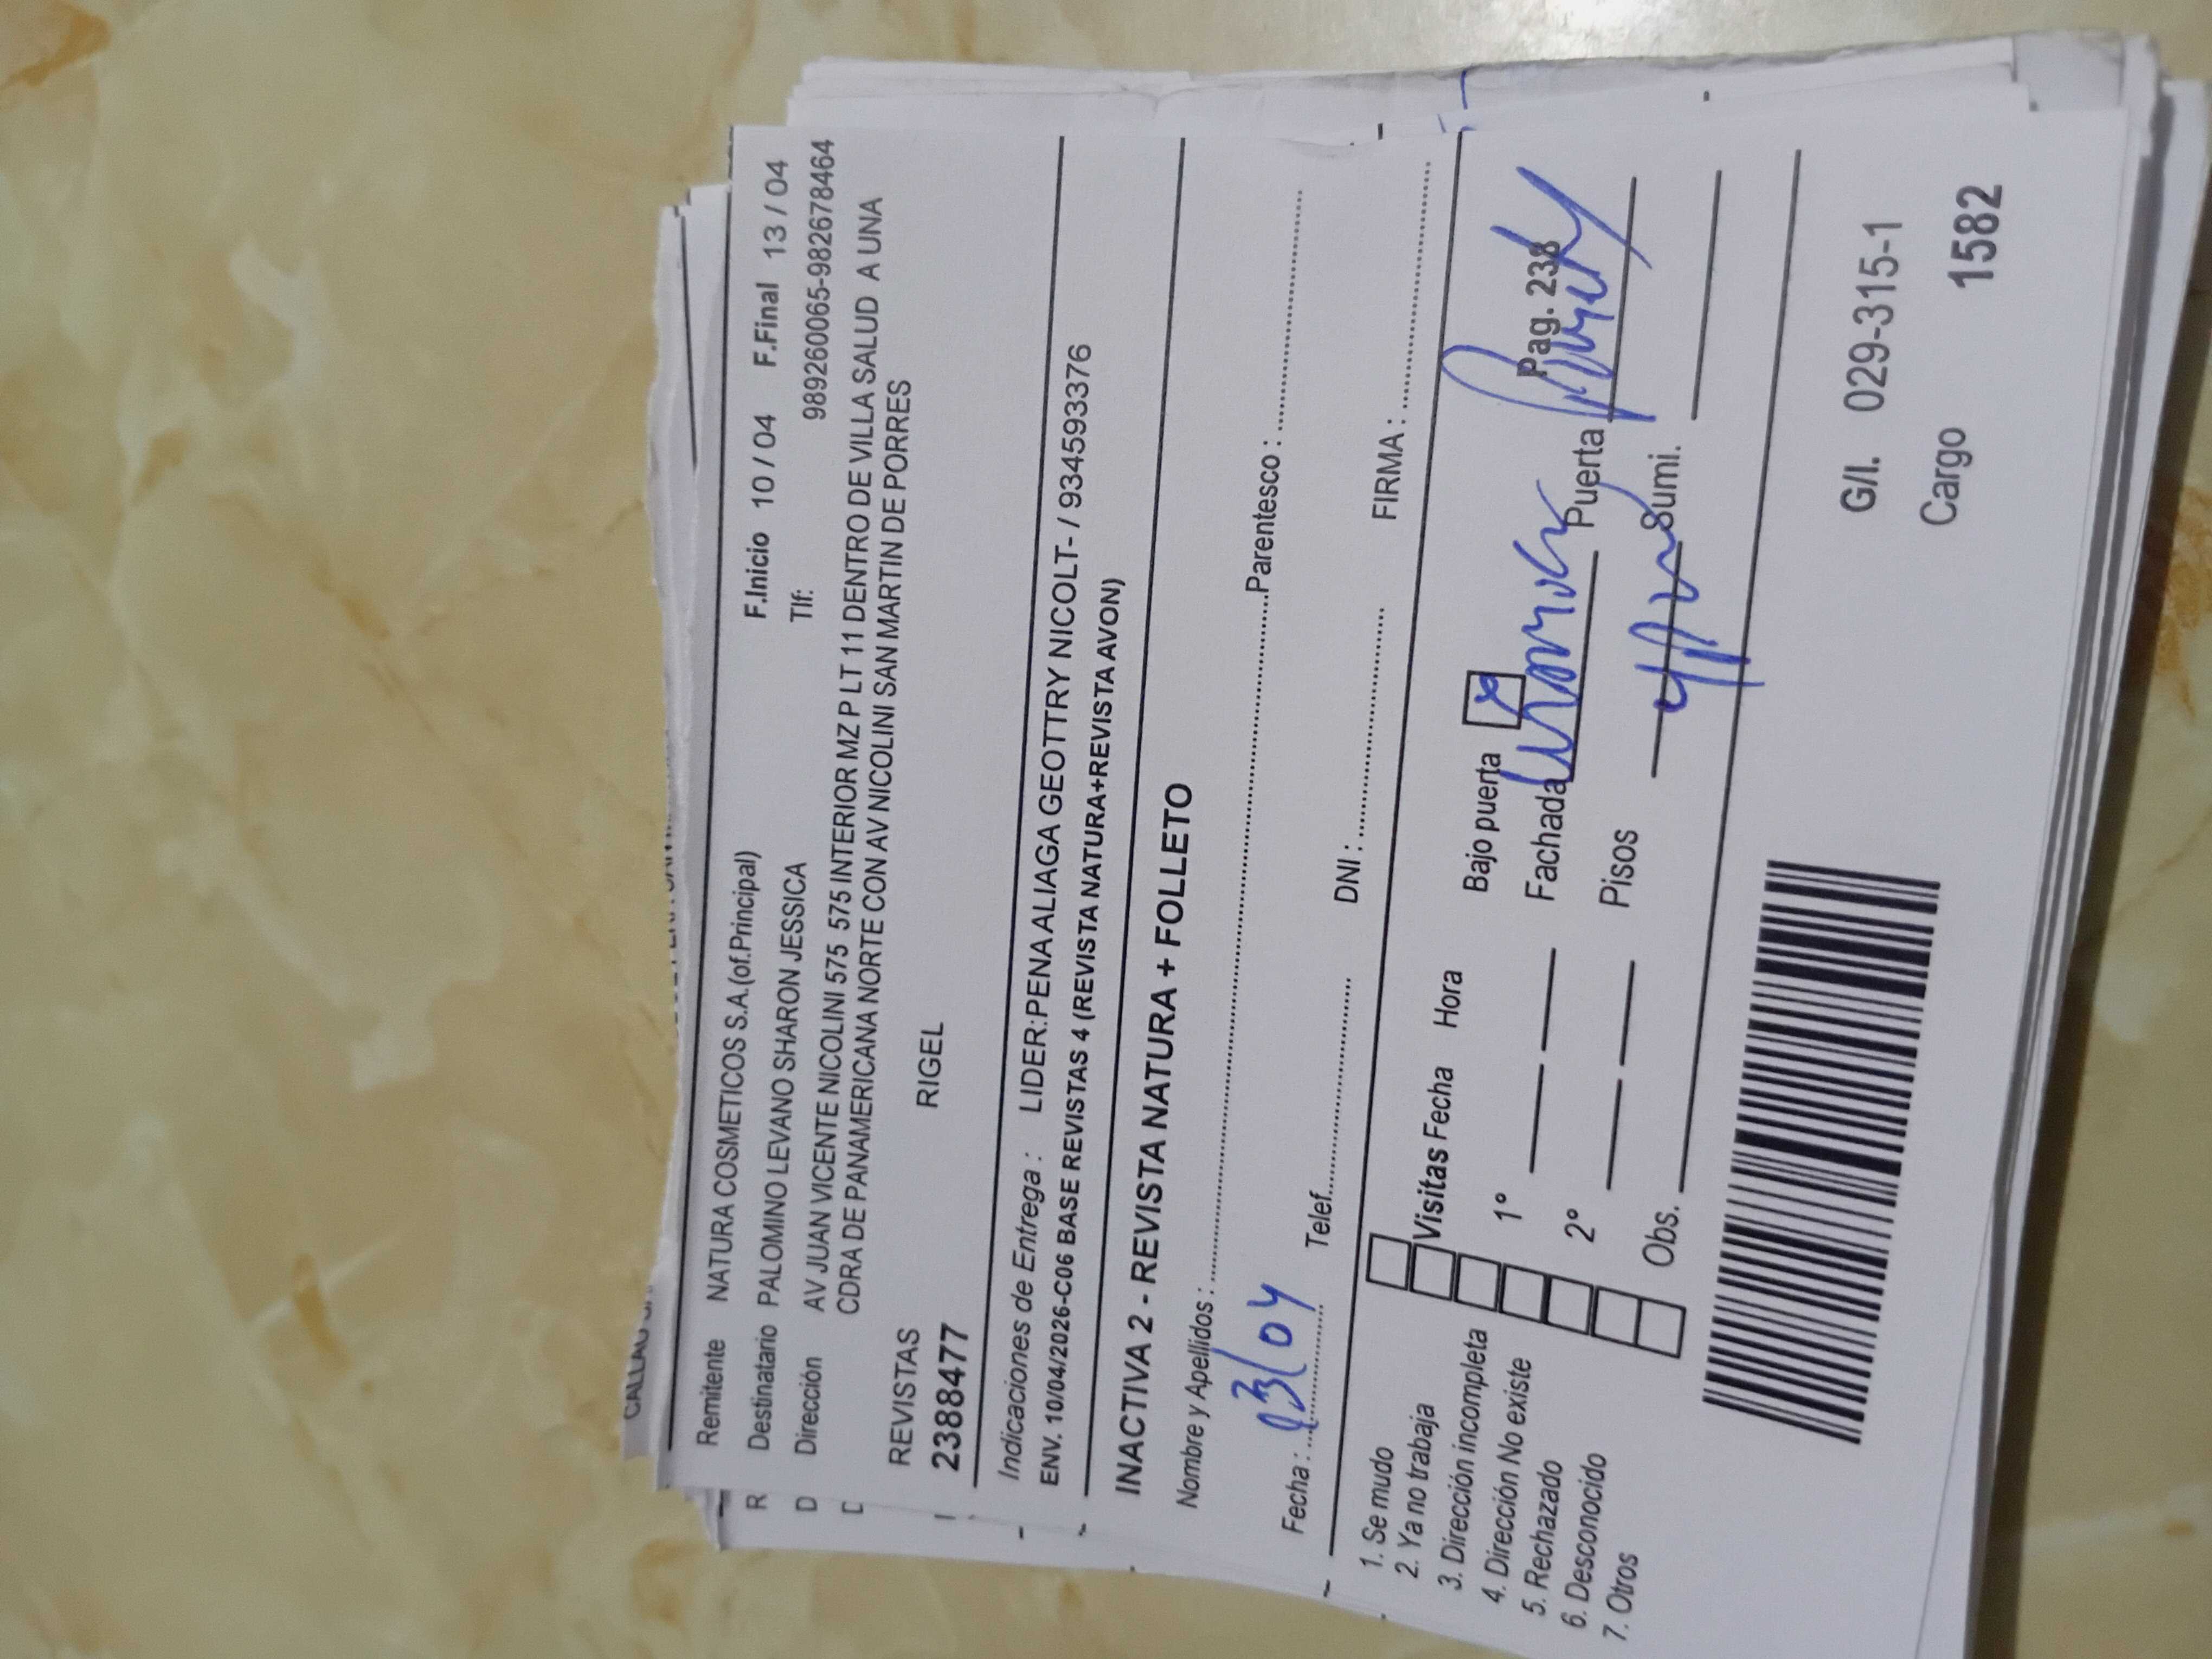 Remitente NATURA COSMETICOS S.A.(of.Principal) F.Inicio 10 / 04 F.Final 13 / 04
Destinatario PALOMINO LEVANO SHARON JESSICA Tlf: 989260065-982678464
Dirección AV JUAN VICENTE NICOLINI 575 575 INTERIOR MZ P LT 11 DENTRO DE VILLA SALUD A UNA
CDRA DE PANAMERICANA NORTE CON AV NICOLINI SAN MARTIN DE PORRES
REVISTAS RIGEL
2388477
Indicaciones de Entrega : LIDER:PENA ALIAGA GEOTTRY NICOLT- / 934593376
ENV. 10/04/2026-C06 BASE REVISTAS 4 (REVISTA NATURA+REVISTA AVON)
INACTIVA 2 - REVISTA NATURA + FOLLETO
Nombre y Apellidos : Parentesco :
Fecha : 13/04 Telef. DNI : FIRMA :
1. Se mudo
2. Ya no trabaja
3. Dirección incompleta
4. Dirección No existe
5. Rechazado
6. Desconocido
7. Otros
Visitas Fecha Hora
1º
2º
Obs.
Bajo puerta
Pag. 238
Fachada Puerta
Pisos Sumi.
G/I. 029-315-1
Cargo 1582
R
D